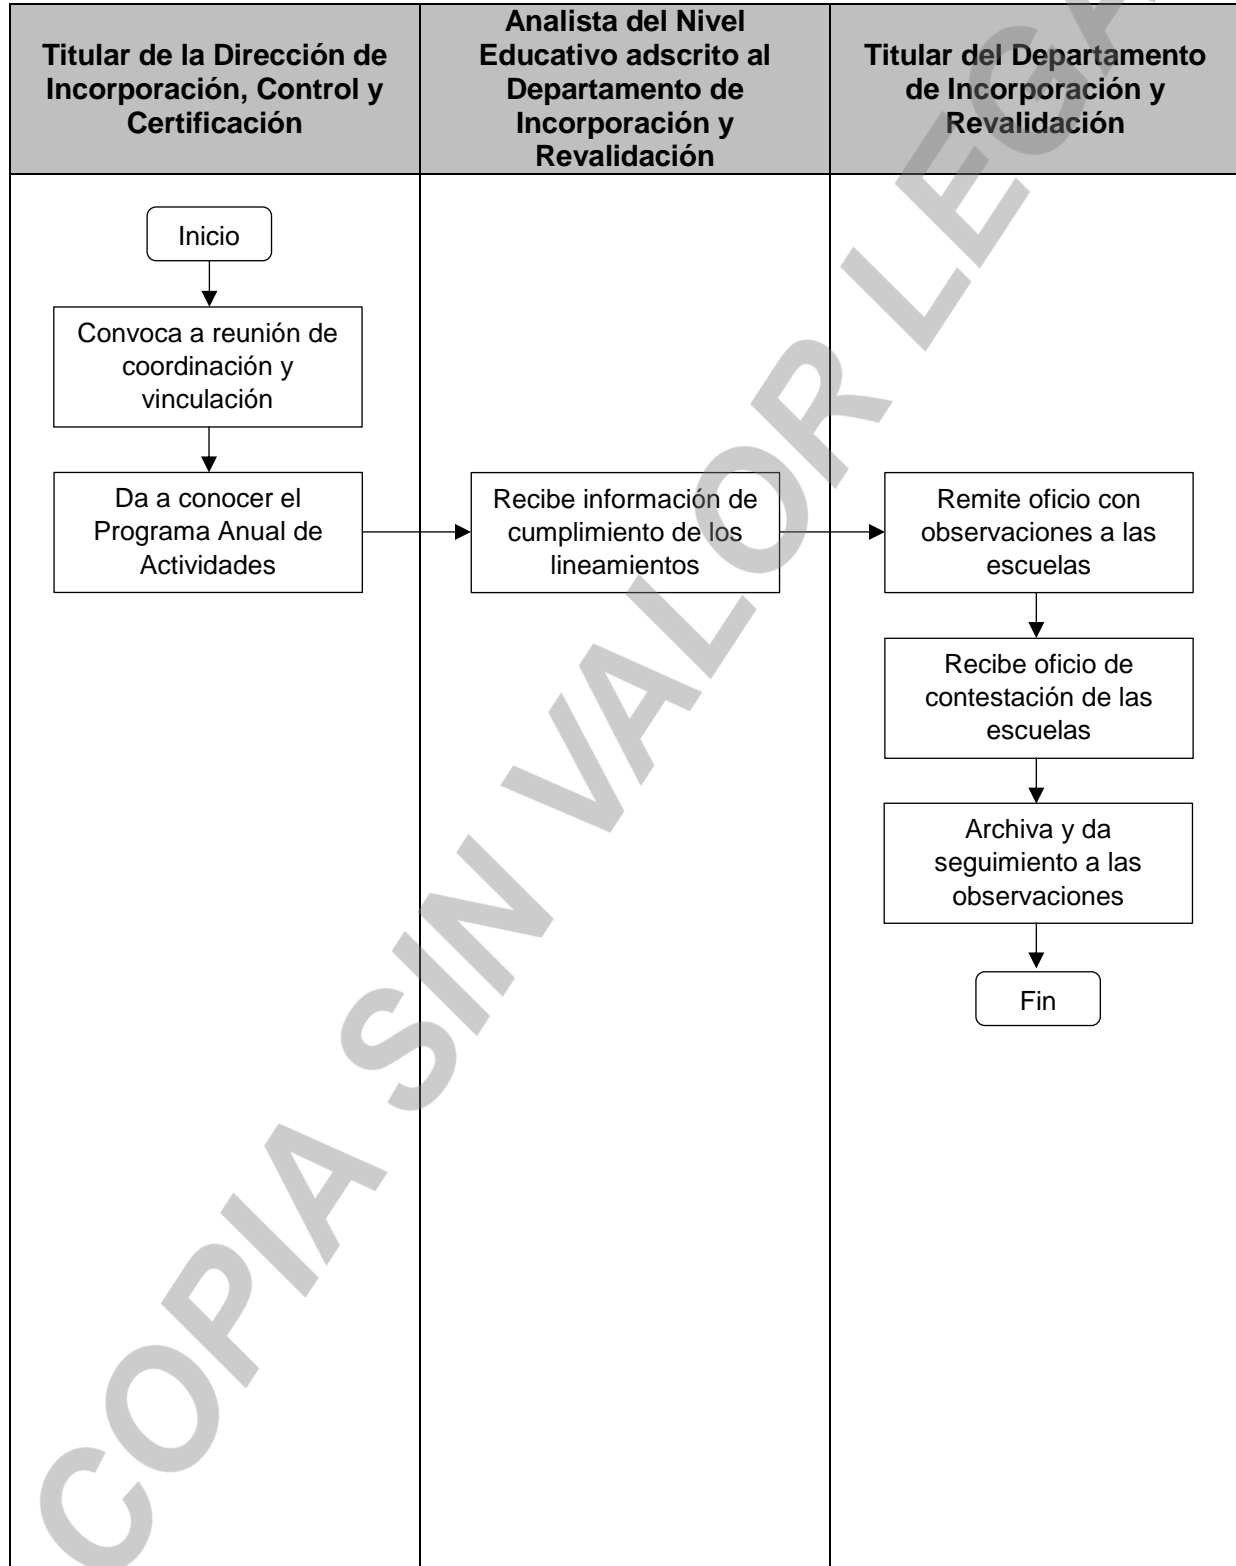 Titular de la Dirección de
Incorporación, Control y
Certificación
Analista del Nivel
Educativo adscrito al
Departamento de
Incorporación y
Revalidación
Titular del Departamento
de Incorporación y
Revalidación
Inicio
Convoca a reunión de
coordinación y
vinculación
Da a conocer el
Programa Anual de
Actividades
Recibe información de
cumplimiento de los
lineamientos
Remite oficio con
observaciones a las
escuelas
Recibe oficio de
contestación de las
escuelas
Archiva y da
seguimiento a las
observaciones
Fin
COPIA SIN VALOR LEGA